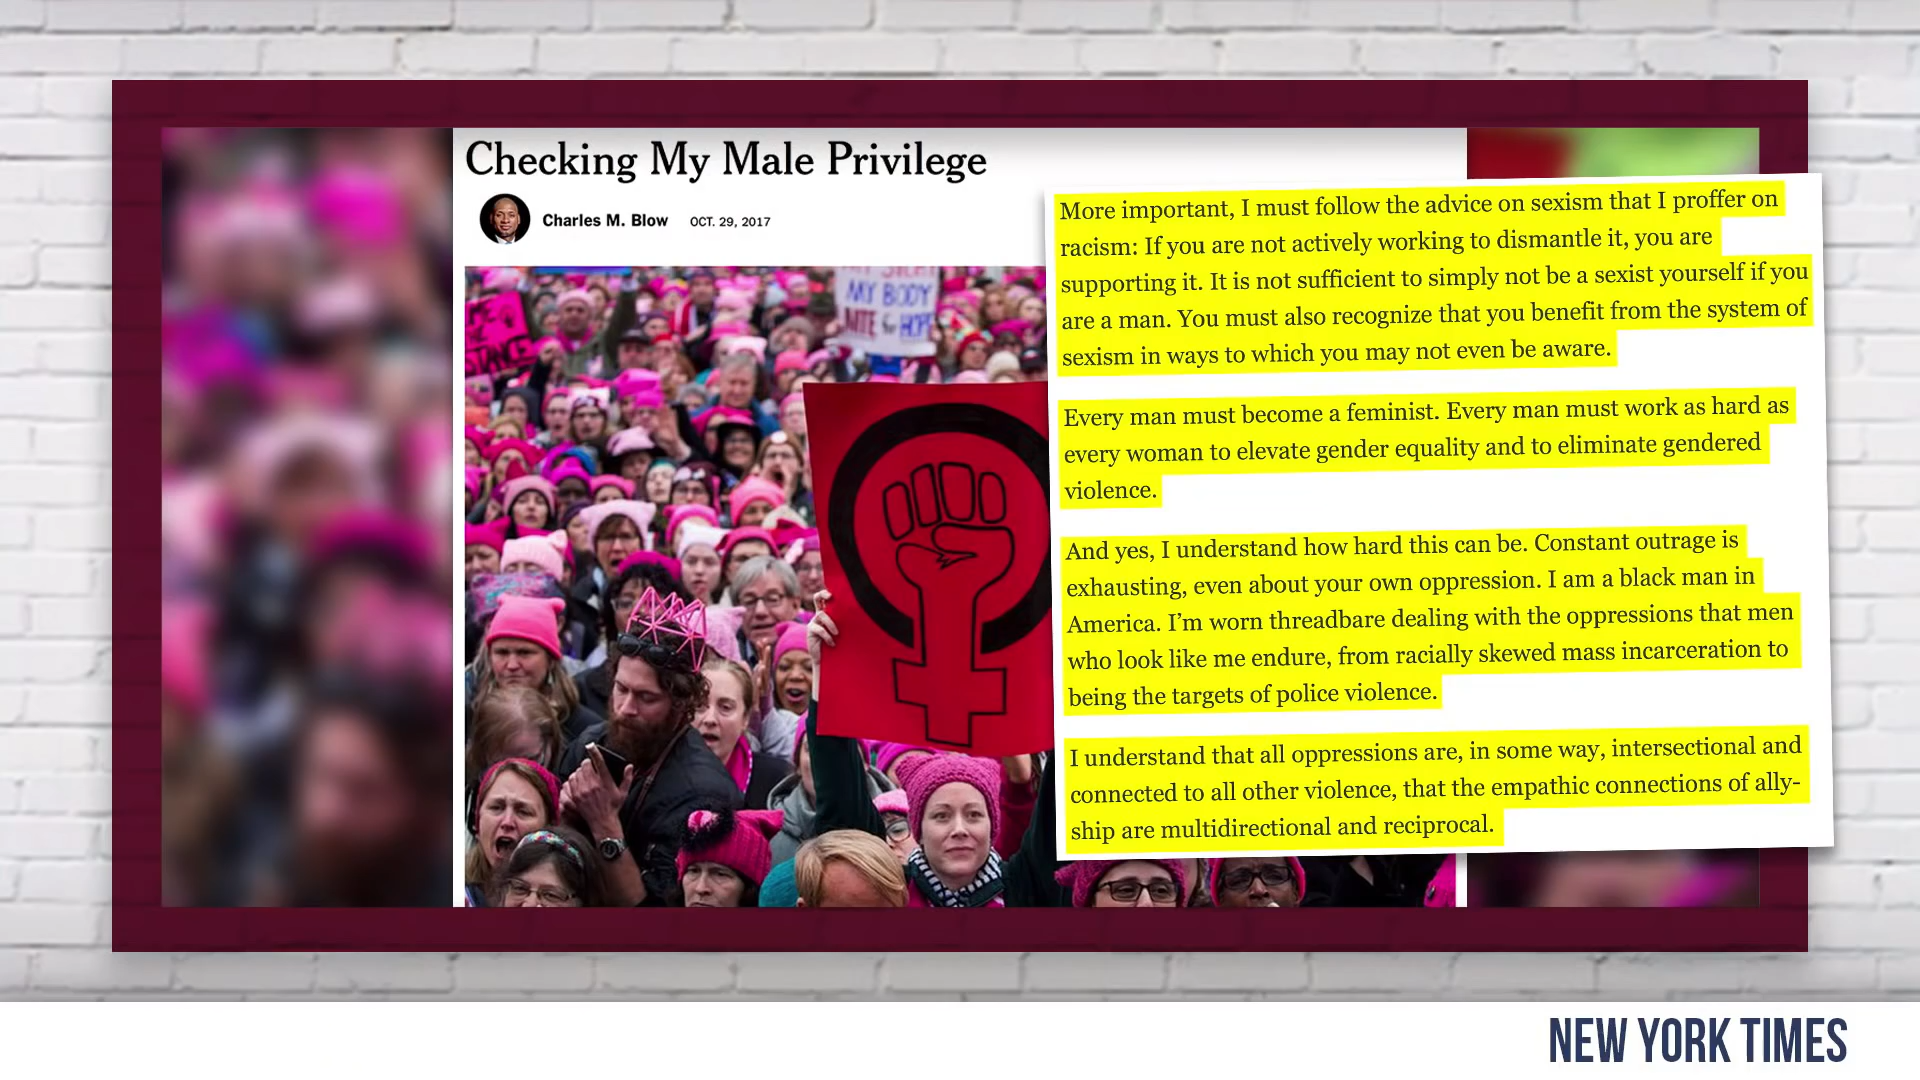 Checking My Male Privilege
Charles M. Blow OCT. 29, 2017
MY BODY
HOPE
More important, I must follow the advice on sexism that I proffer on
racism: If you are not actively working to dismantle it, you are
supporting it. It is not sufficient to simply not be a sexist yourself if you
are a man. You must also recognize that you benefit from the system of
sexism in ways to which you may not even be aware.
Every man must become a feminist. Every man must work as hard as
every woman to elevate gender equality and to eliminate gendered
violence.
And yes, I understand how hard this can be. Constant outrage is
exhausting, even about your own oppression. I am a black man in
America. I’m worn threadbare dealing with the oppressions that men
who look like me endure, from racially skewed mass incarceration to
being the targets of police violence.
I understand that all oppressions are, in some way, intersectional and
connected to all other violence, that the empathic connections of ally-
ship are multidirectional and reciprocal.
NEW YORK TIMES